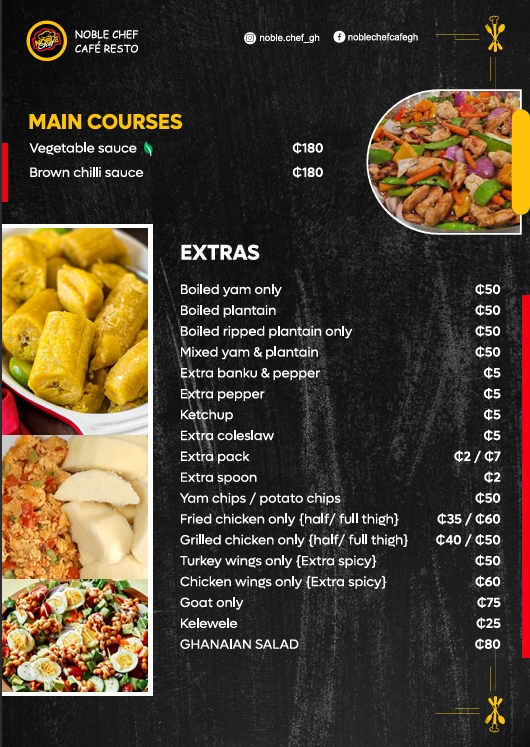 NOBLE CHEF
CAFÉ RESTO
noble.chef_gh
noblechefcafegh
MAIN COURSES
Vegetable sauce ₵180
Brown chilli sauce ₵180
EXTRAS
Boiled yam only ₵50
Boiled plantain ₵50
Boiled ripped plantain only ₵50
Mixed yam & plantain ₵50
Extra banku & pepper ₵5
Extra pepper ₵5
Ketchup ₵5
Extra coleslaw ₵5
Extra pack ₵2 / ₵7
Extra spoon ₵2
Yam chips / potato chips ₵50
Fried chicken only {half/ full thigh} ₵35 / ₵60
Grilled chicken only {half/ full thigh} ₵40 / ₵50
Turkey wings only {Extra spicy} ₵50
Chicken wings only {Extra spicy} ₵60
Goat only ₵75
Kelewele ₵25
GHANAIAN SALAD ₵80